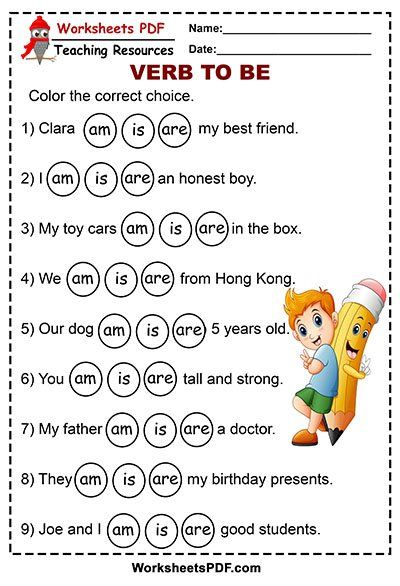 Worksheets PDF
Teaching Resources
Name:
Date:
VERB TO BE
Color the correct choice.
1) Clara am is are my best friend.
2) I am is are an honest boy.
3) My toy cars am is are in the box.
4) We am is are from Hong Kong.
5) Our dog am is are 5 years old.
6) You am is are tall and strong.
7) My father am is are a doctor.
8) They am is are my birthday presents.
9) Joe and I am is are good students.
WorksheetsPDF.com